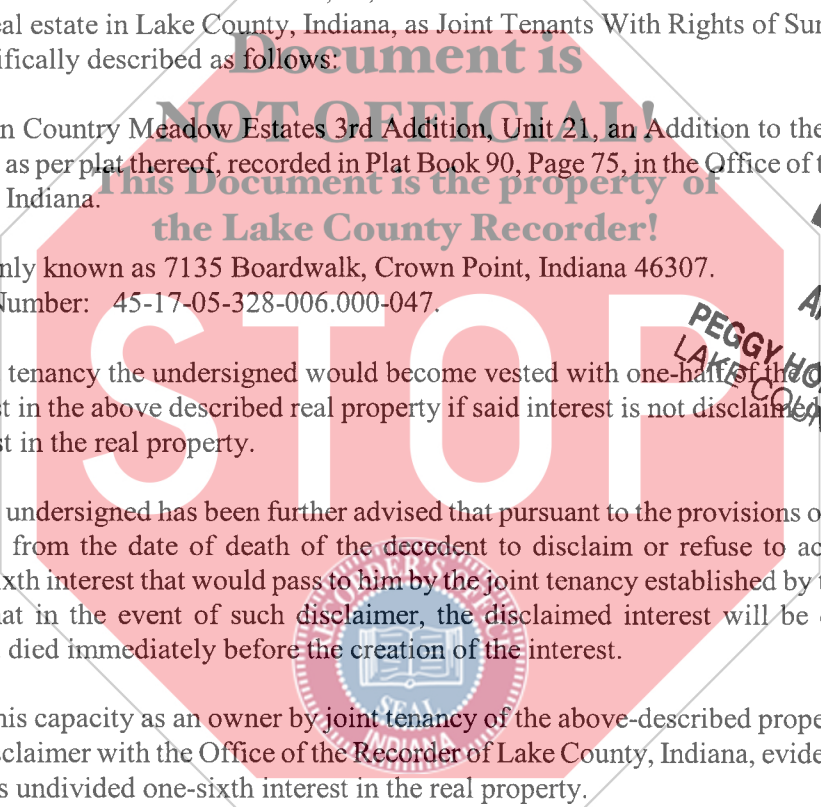 eal estate in Lake County, Indiana, as Joint Tenants With Rights of Sur
ifically described as follows:
Document is
NOT OFFICIAL!
n Country Meadow Estates 3rd Addition, Unit 21, an Addition to the
as per plat thereof, recorded in Plat Book 90, Page 75, in the Office of t
This Document is the property of
Indiana.
the Lake County Recorder!
nly known as 7135 Boardwalk, Crown Point, Indiana 46307.
Number: 45-17-05-328-006.000-047.
STOP
PEGGY HO
LAKE COUN
tenancy the undersigned would become vested with one-half of the
st in the above described real property if said interest is not disclaimed
st in the real property.
undersigned has been further advised that pursuant to the provisions o
from the date of death of the decedent to disclaim or refuse to ac
ixth interest that would pass to him by the joint tenancy established by t
nat in the event of such disclaimer, the disclaimed interest will be
died immediately before the creation of the interest.
RECORDER'S OFFICE
SEAL
INDIANA
his capacity as an owner by joint tenancy of the above-described prope
sclaimer with the Office of the Recorder of Lake County, Indiana, evide
s undivided one-sixth interest in the real property.